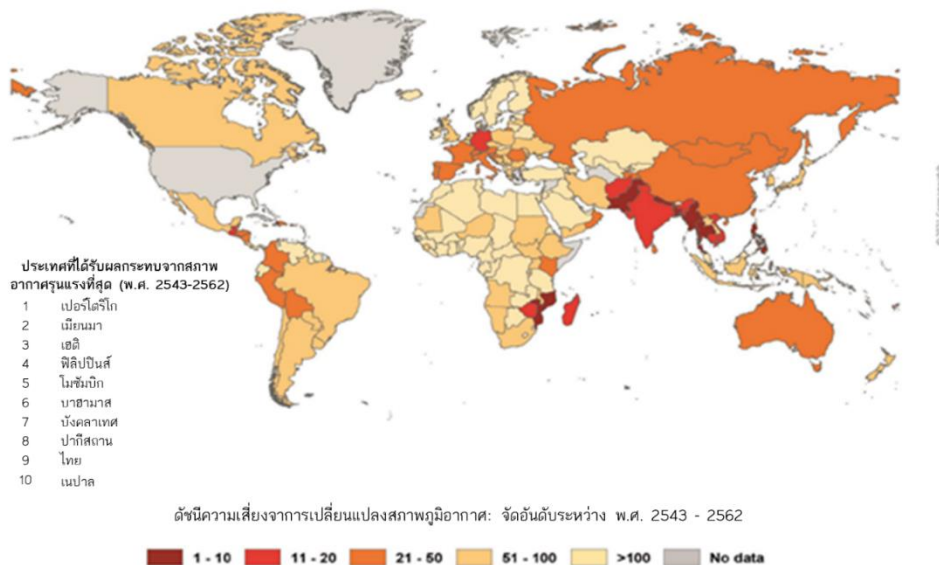 ประเทศที่ได้รับผลกระทบจากสภาพ
อากาศรุนแรงที่สุด (พ.ศ. 2543-2562)
1 เปอร์โตริโก
2 เมียนมา
3 เฮติ
4 ฟิลิปปินส์
5 โมซัมบิก
6 บาฮามาส
7 บังคลาเทศ
8 ปากีสถาน
9 ไทย
10 เนปาล
ดัชนีความเสี่ยงจาการเปลี่ยนแปลงสภาพภูมิอากาศ: จัดอันดับระหว่าง พ.ศ. 2543 - 2562
1 - 10 11 - 20 21 - 50 51 - 100 >100 No data